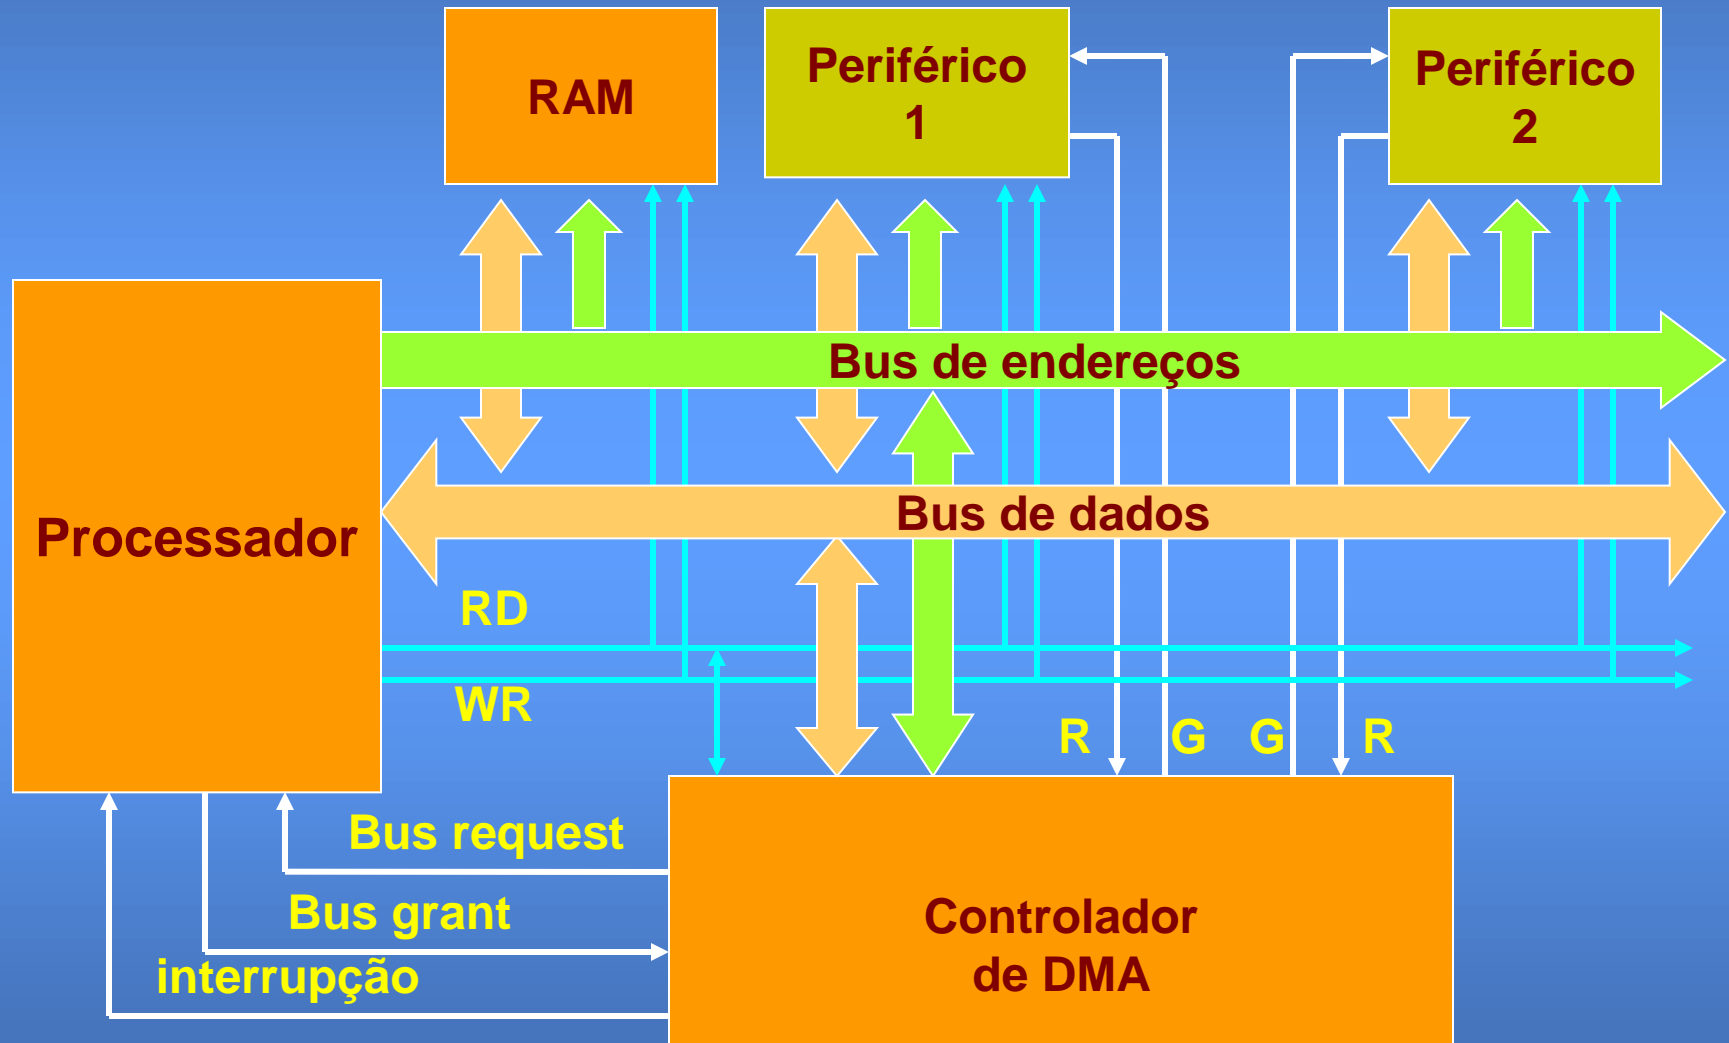 RAM
Periférico
1
Periférico
2
Bus de endereços
Bus de dados
Processador
RD
WR
R G G R
Bus request
Bus grant
interrupção
Controlador
de DMA